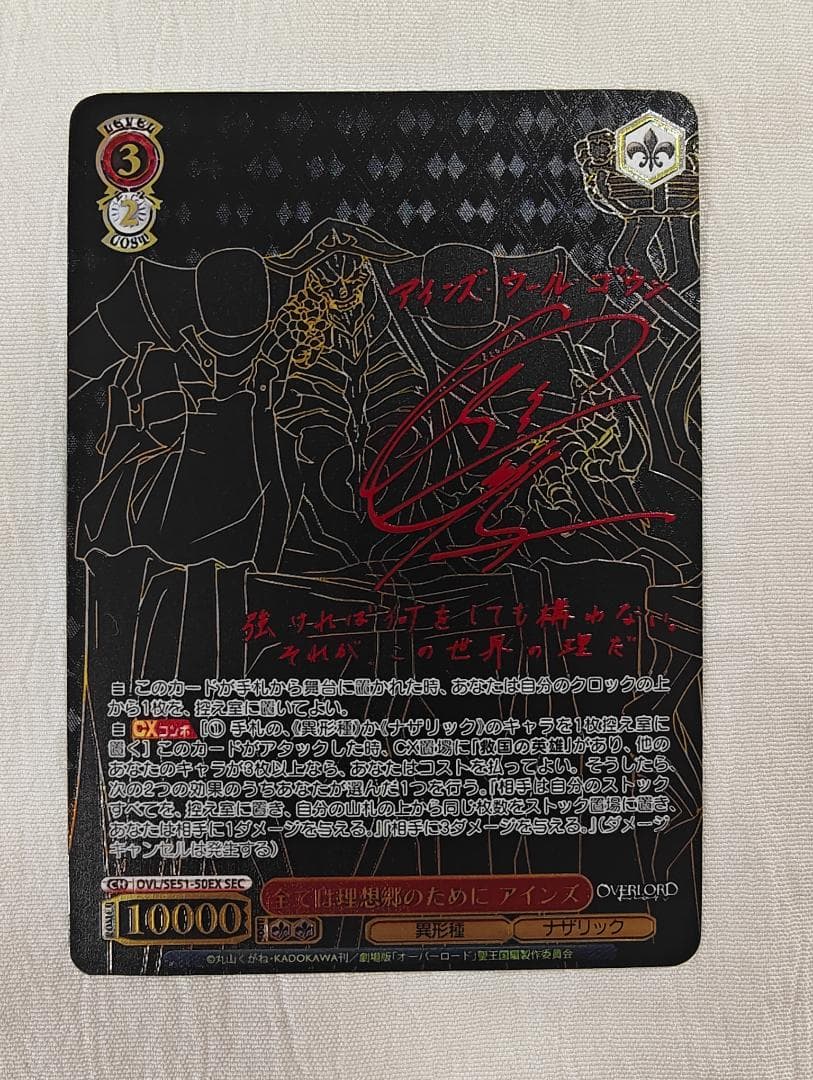 LEVEL
3
2
COST
アインズ・ウール・ゴウン
強ければ何をしても構わない。
それが、この世界の理だ
このカードが手札から舞台に置かれた時、あなたは自分のクロックの上
から1枚を、控え室に置いてよい。
CXコンボ [① 手札の、《異形種》か《ナザリック》のキャラを1枚控え室に
置く] このカードがアタックした時、CX置場に「救国の英雄」があり、他の
あなたのキャラが3枚以上なら、あなたはコストを払ってよい。そうしたら、
次の2つの効果のうちあなたが選んだ1つを行う。『相手は自分のストック
すべてを、控え室に置き、自分の山札の上から同じ枚数をストック置場に置き、
あなたは相手に1ダメージを与える。』『相手に3ダメージを与える。』(ダメージ
キャンセルは発生する)
CH OVL/SE51-50EX SEC
全ては理想郷のために アインズ
OVERLORD
POWER 10000
SOUL
異形種 ナザリック
©丸山くがね・KADOKAWA刊/劇場版「オーバーロード」聖王国編製作委員会